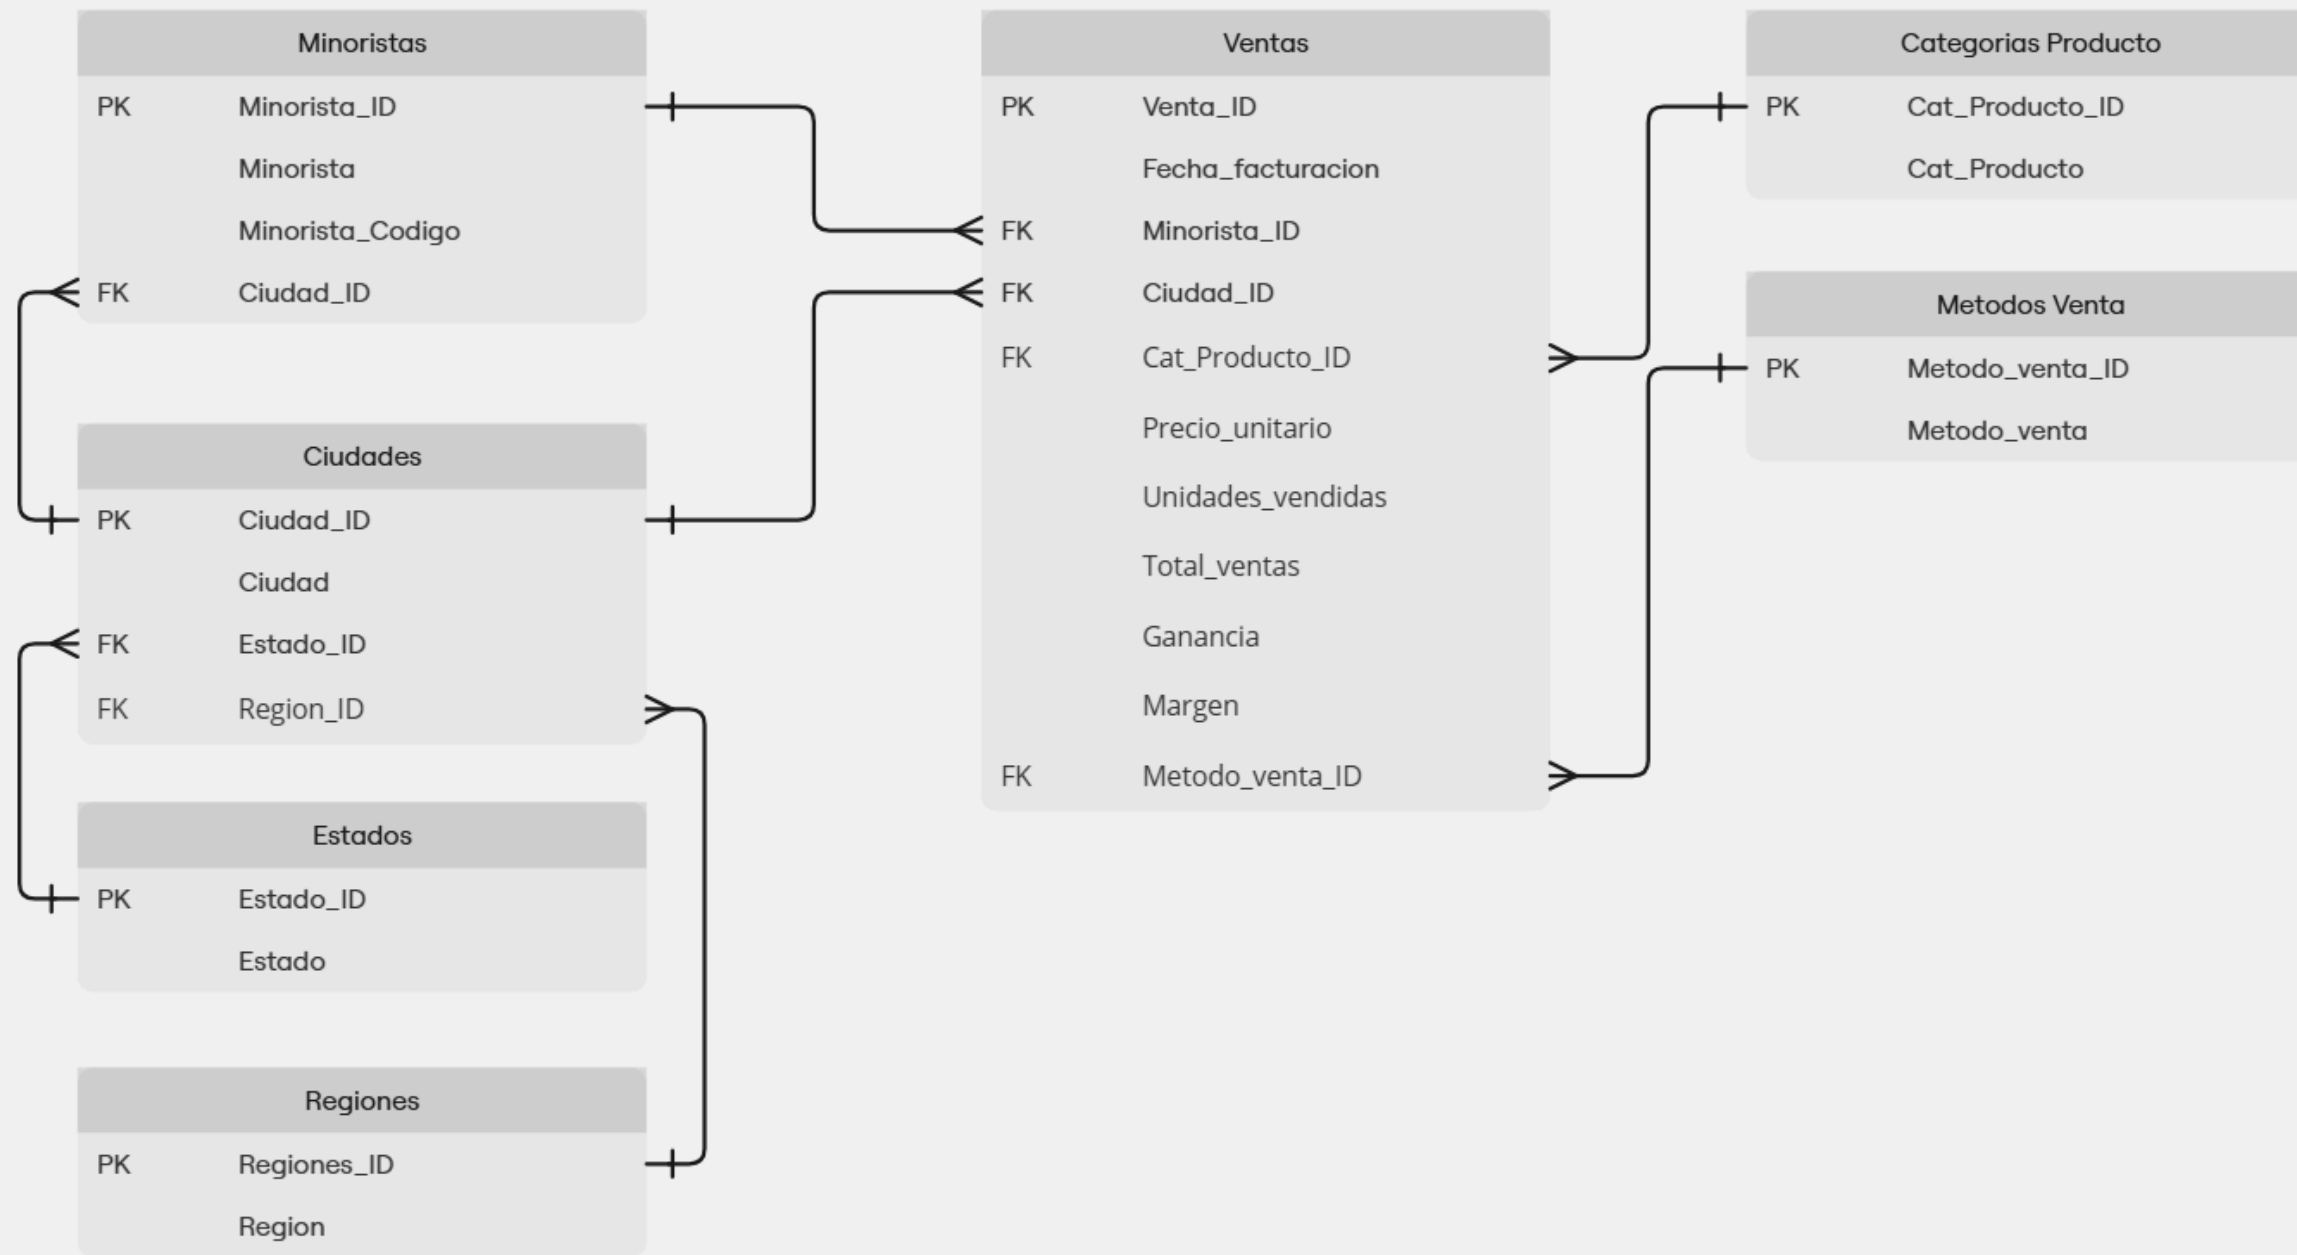 Minoristas
PK Minorista_ID
Minorista
Minorista_Codigo
FK Ciudad_ID
Ciudades
PK Ciudad_ID
Ciudad
FK Estado_ID
FK Region_ID
Estados
PK Estado_ID
Estado
Regiones
PK Regiones_ID
Region
Ventas
PK Venta_ID
Fecha_facturacion
FK Minorista_ID
FK Ciudad_ID
FK Cat_Producto_ID
Precio_unitario
Unidades_vendidas
Total_ventas
Ganancia
Margen
FK Metodo_venta_ID
Categorias Producto
PK Cat_Producto_ID
Cat_Producto
Metodos Venta
PK Metodo_venta_ID
Metodo_venta